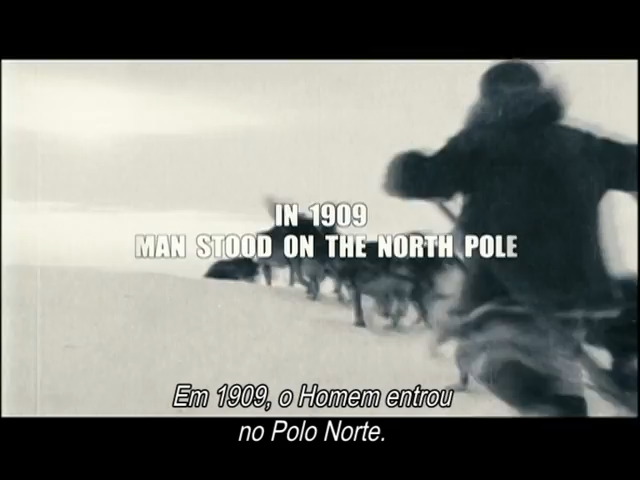 IN 1909
MAN STOOD ON THE NORTH POLE
Em 1909, o Homem entrou
no Polo Norte.